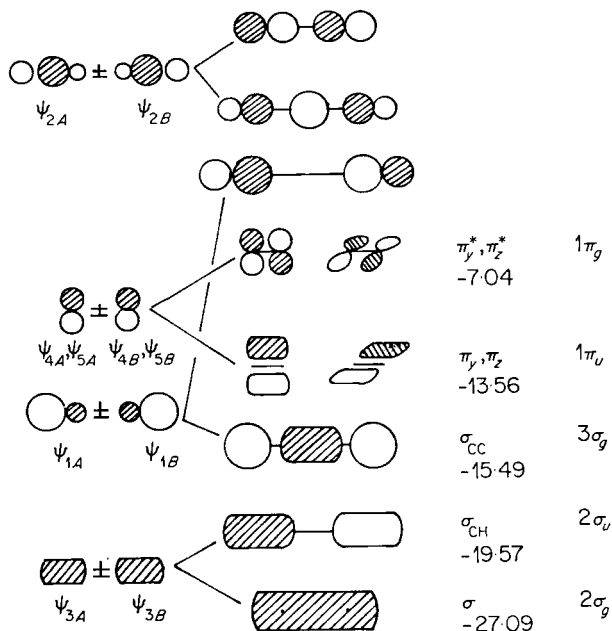 ψ2A ± ψ2B
π*y, π*z 1πg
-7·04
±
ψ4A, ψ5A ψ4B, ψ5B
πy, πz 1πu
-13·56
±
ψ1A ψ1B
σCC 3σg
-15·49
σCH 2σu
-19·57
±
ψ3A ψ3B
σ 2σg
-27·09